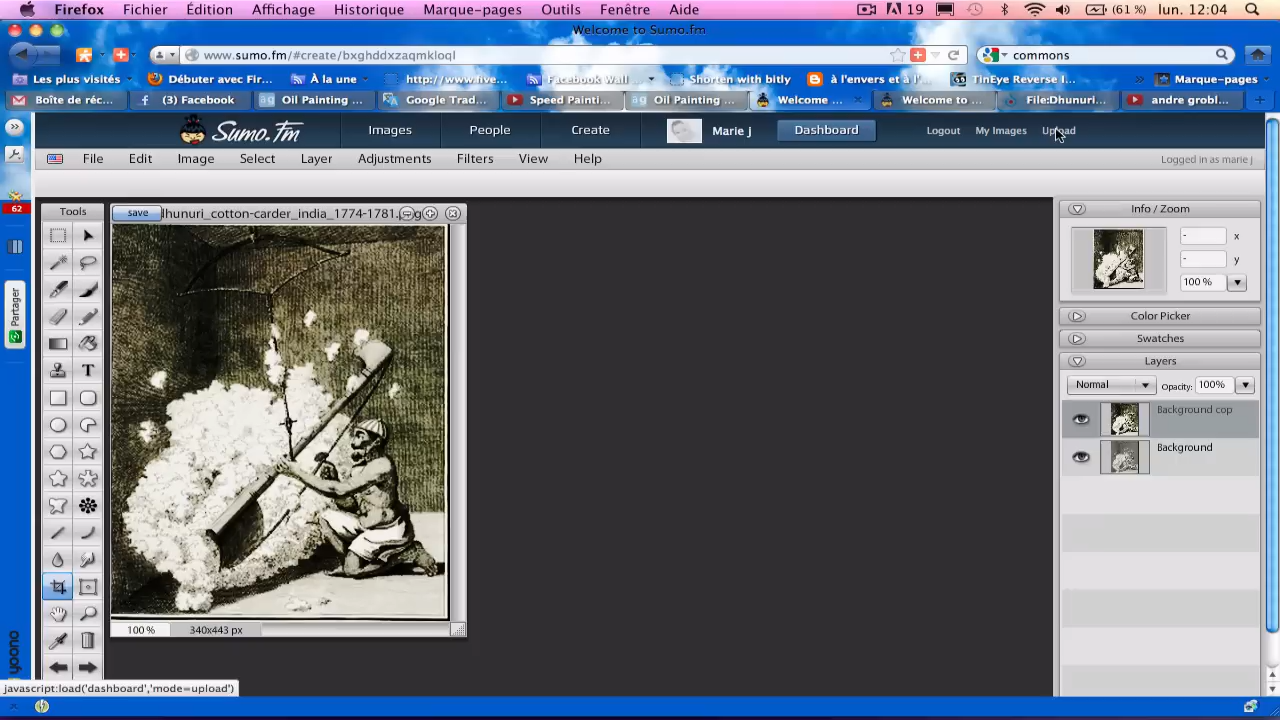 Firefox Fichier Édition Affichage Historique Marque-pages Outils Fenêtre Aide 19 (61 %) lun. 12:04
Welcome to Sumo.fm
www.sumo.fm/#create/bxghddxzaqmkloql commons
Les plus visités Débuter avec Fir... À la une http://www.five... Facebook Wall Shorten with bitly à l'envers et à l'... TinEye Reverse I... Marque-pages
Boîte de réc... (3) Facebook Oil Painting ... Google Trad... Speed Painti... Oil Painting ... Welcome ... Welcome to ... File:Dhunuri... andre grobl...
Sumo.fm Images People Create Marie j Dashboard Logout My Images Upload
File Edit Image Select Layer Adjustments Filters View Help Logged in as marie j
62
Partager
yoono
Tools
save lhunuri_cotton-carder_india_1774-1781.
T
100 % 340x443 px
Info / Zoom
- x
- y
100 %
Color Picker
Swatches
Layers
Normal Opacity: 100%
Background cop
Background
javascript:load('dashboard','mode=upload')